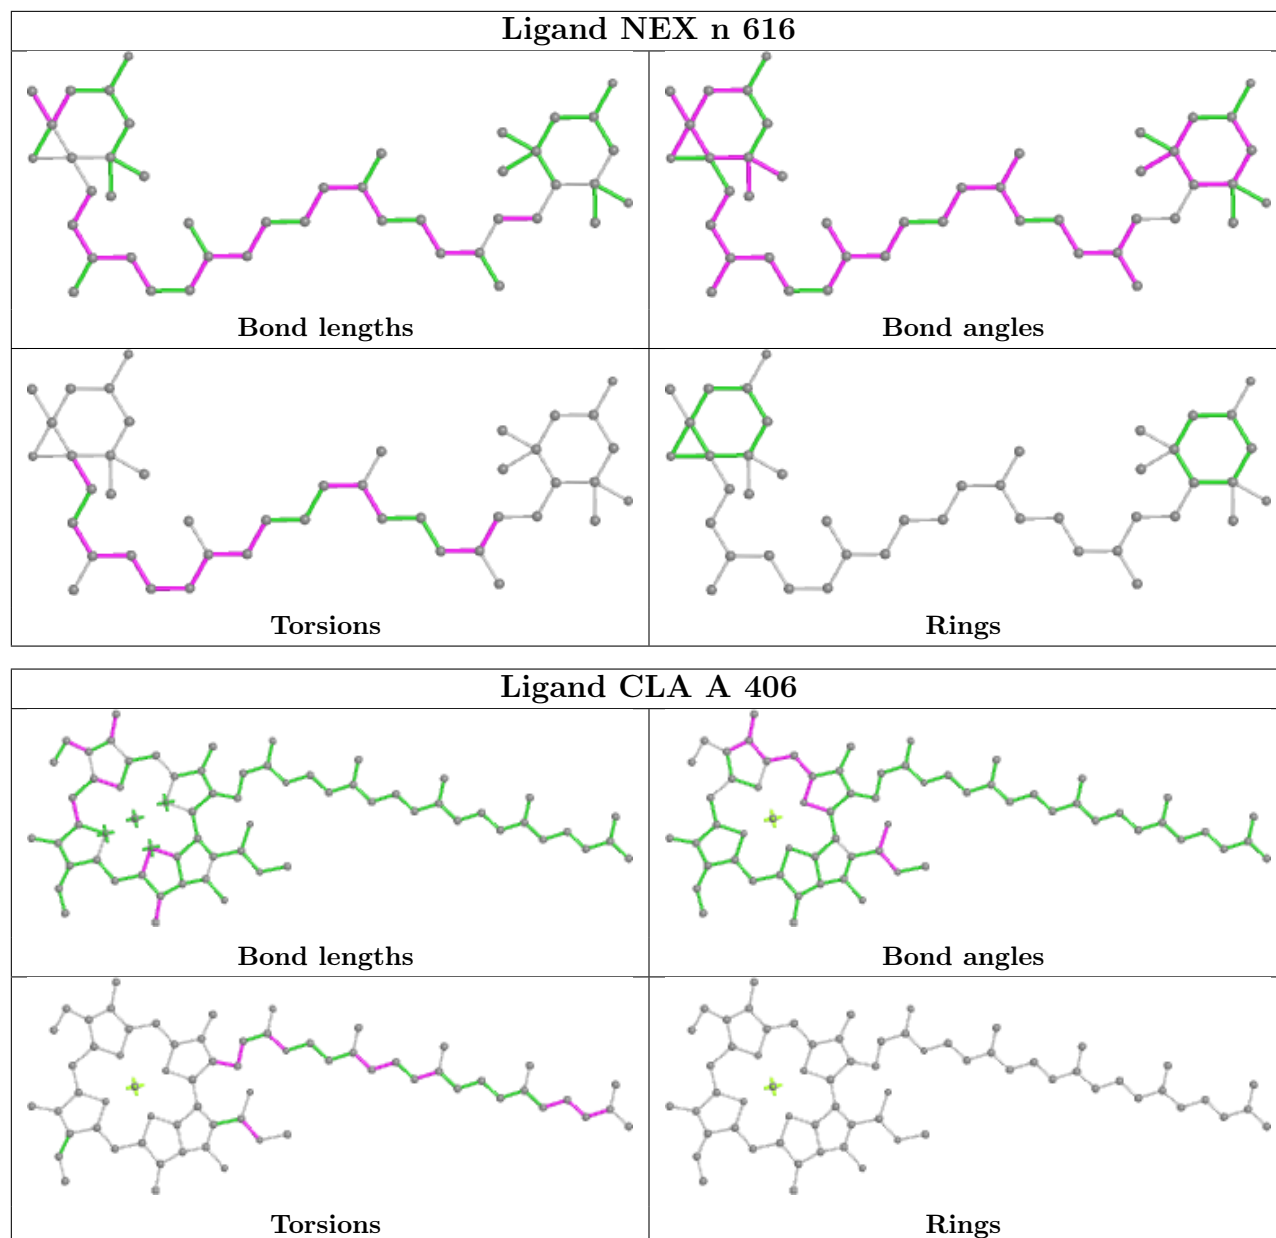 Ligand NEX n 616
Bond lengths
Bond angles
Torsions
Rings
Ligand CLA A 406
Bond lengths
Bond angles
Torsions
Rings